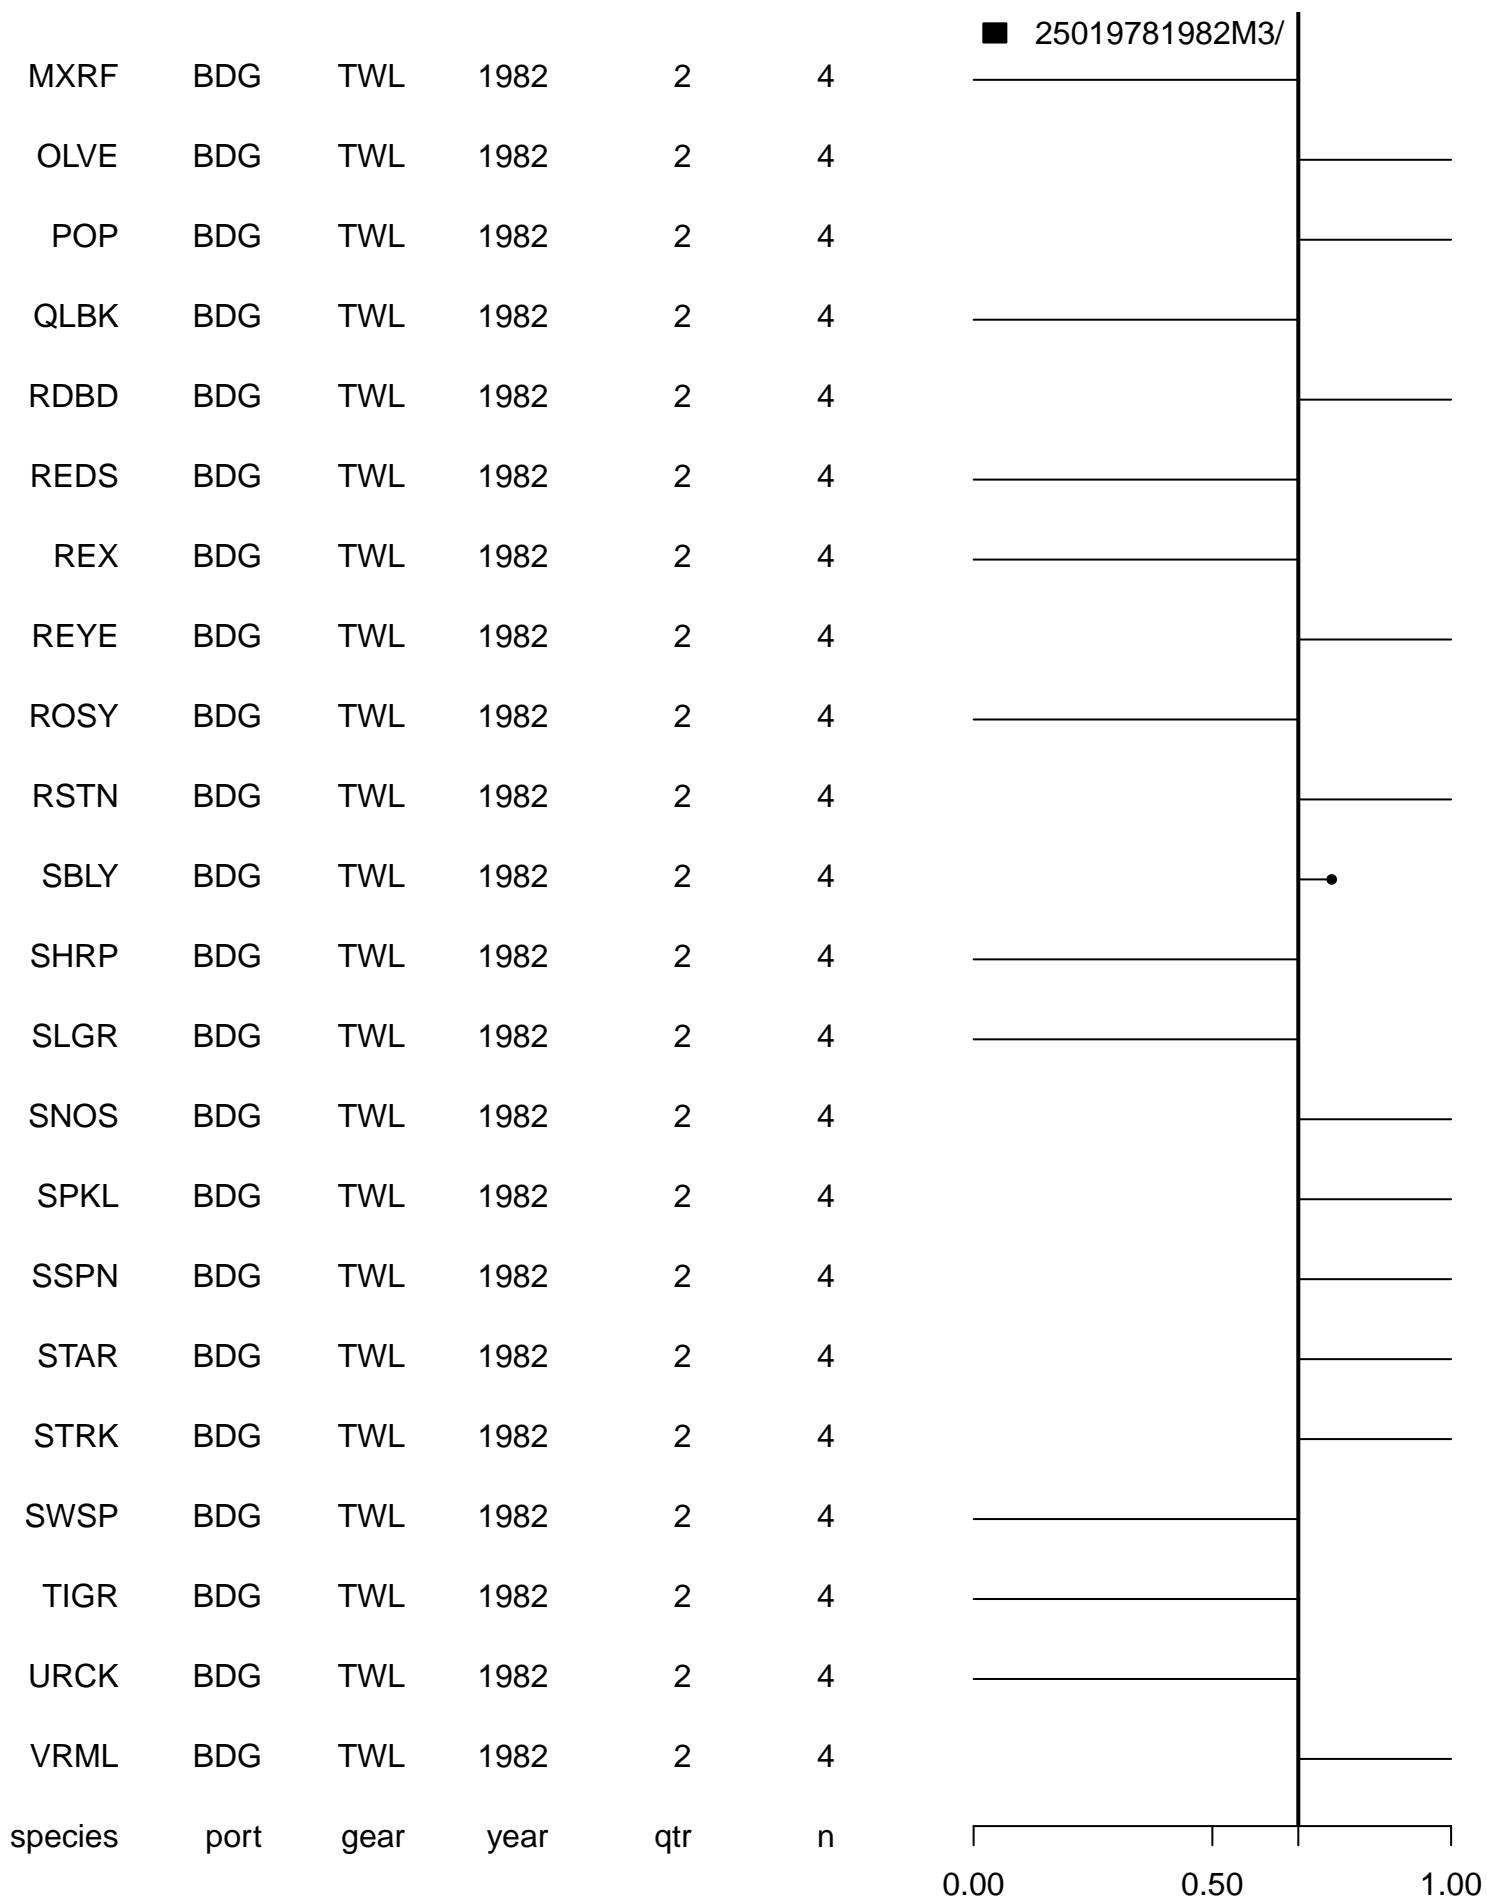 25019781982M3/
MXRF BDG TWL 1982 2 4
OLVE BDG TWL 1982 2 4
POP BDG TWL 1982 2 4
QLBK BDG TWL 1982 2 4
RDBD BDG TWL 1982 2 4
REDS BDG TWL 1982 2 4
REX BDG TWL 1982 2 4
REYE BDG TWL 1982 2 4
ROSY BDG TWL 1982 2 4
RSTN BDG TWL 1982 2 4
SBLY BDG TWL 1982 2 4
SHRP BDG TWL 1982 2 4
SLGR BDG TWL 1982 2 4
SNOS BDG TWL 1982 2 4
SPKL BDG TWL 1982 2 4
SSPN BDG TWL 1982 2 4
STAR BDG TWL 1982 2 4
STRK BDG TWL 1982 2 4
SWSP BDG TWL 1982 2 4
TIGR BDG TWL 1982 2 4
URCK BDG TWL 1982 2 4
VRML BDG TWL 1982 2 4
species port gear year qtr n
0.00 0.50 1.00